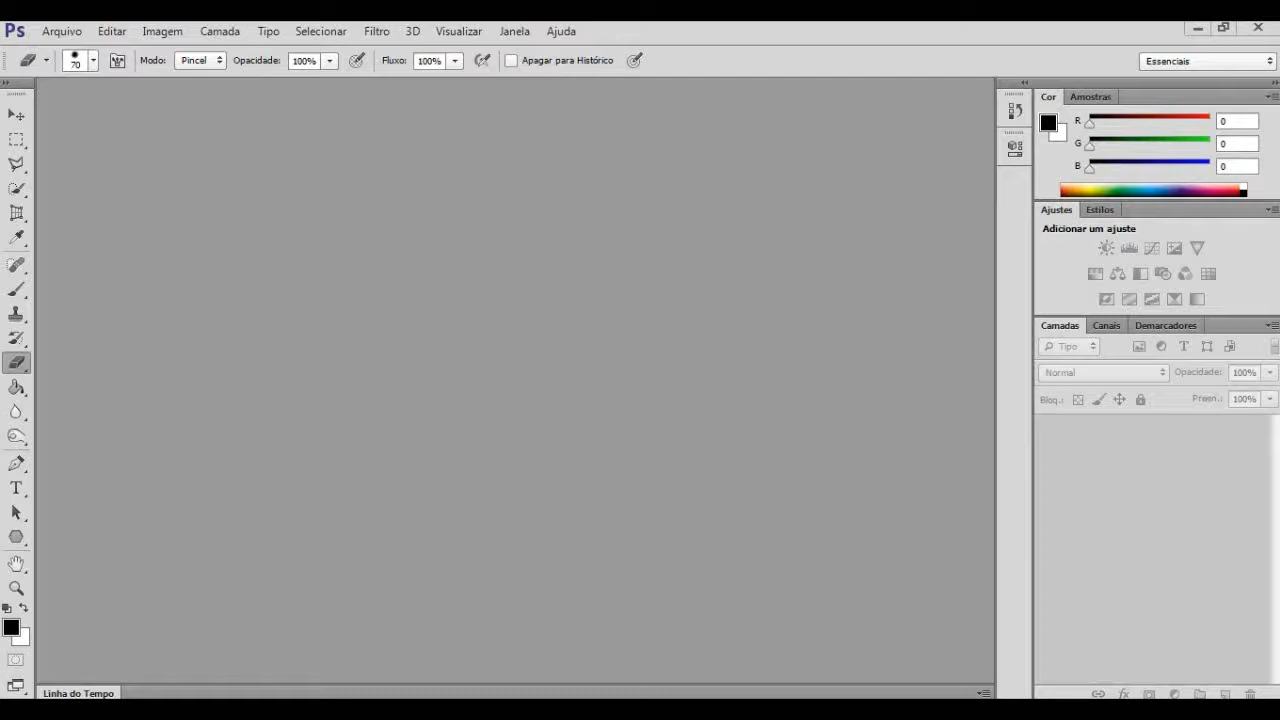 Ps Arquivo Editar Imagem Camada Tipo Selecionar Filtro 3D Visualizar Janela Ajuda
70 Modo: Pincel Opacidade: 100% Fluxo: 100% Apagar para Histórico Essenciais
Cor Amostras
R 0
G 0
B 0
Ajustes Estilos
Adicionar um ajuste
Camadas Canais Demarcadores
Tipo
Normal Opacidade: 100%
Bloq.: Preen.: 100%
Linha do Tempo